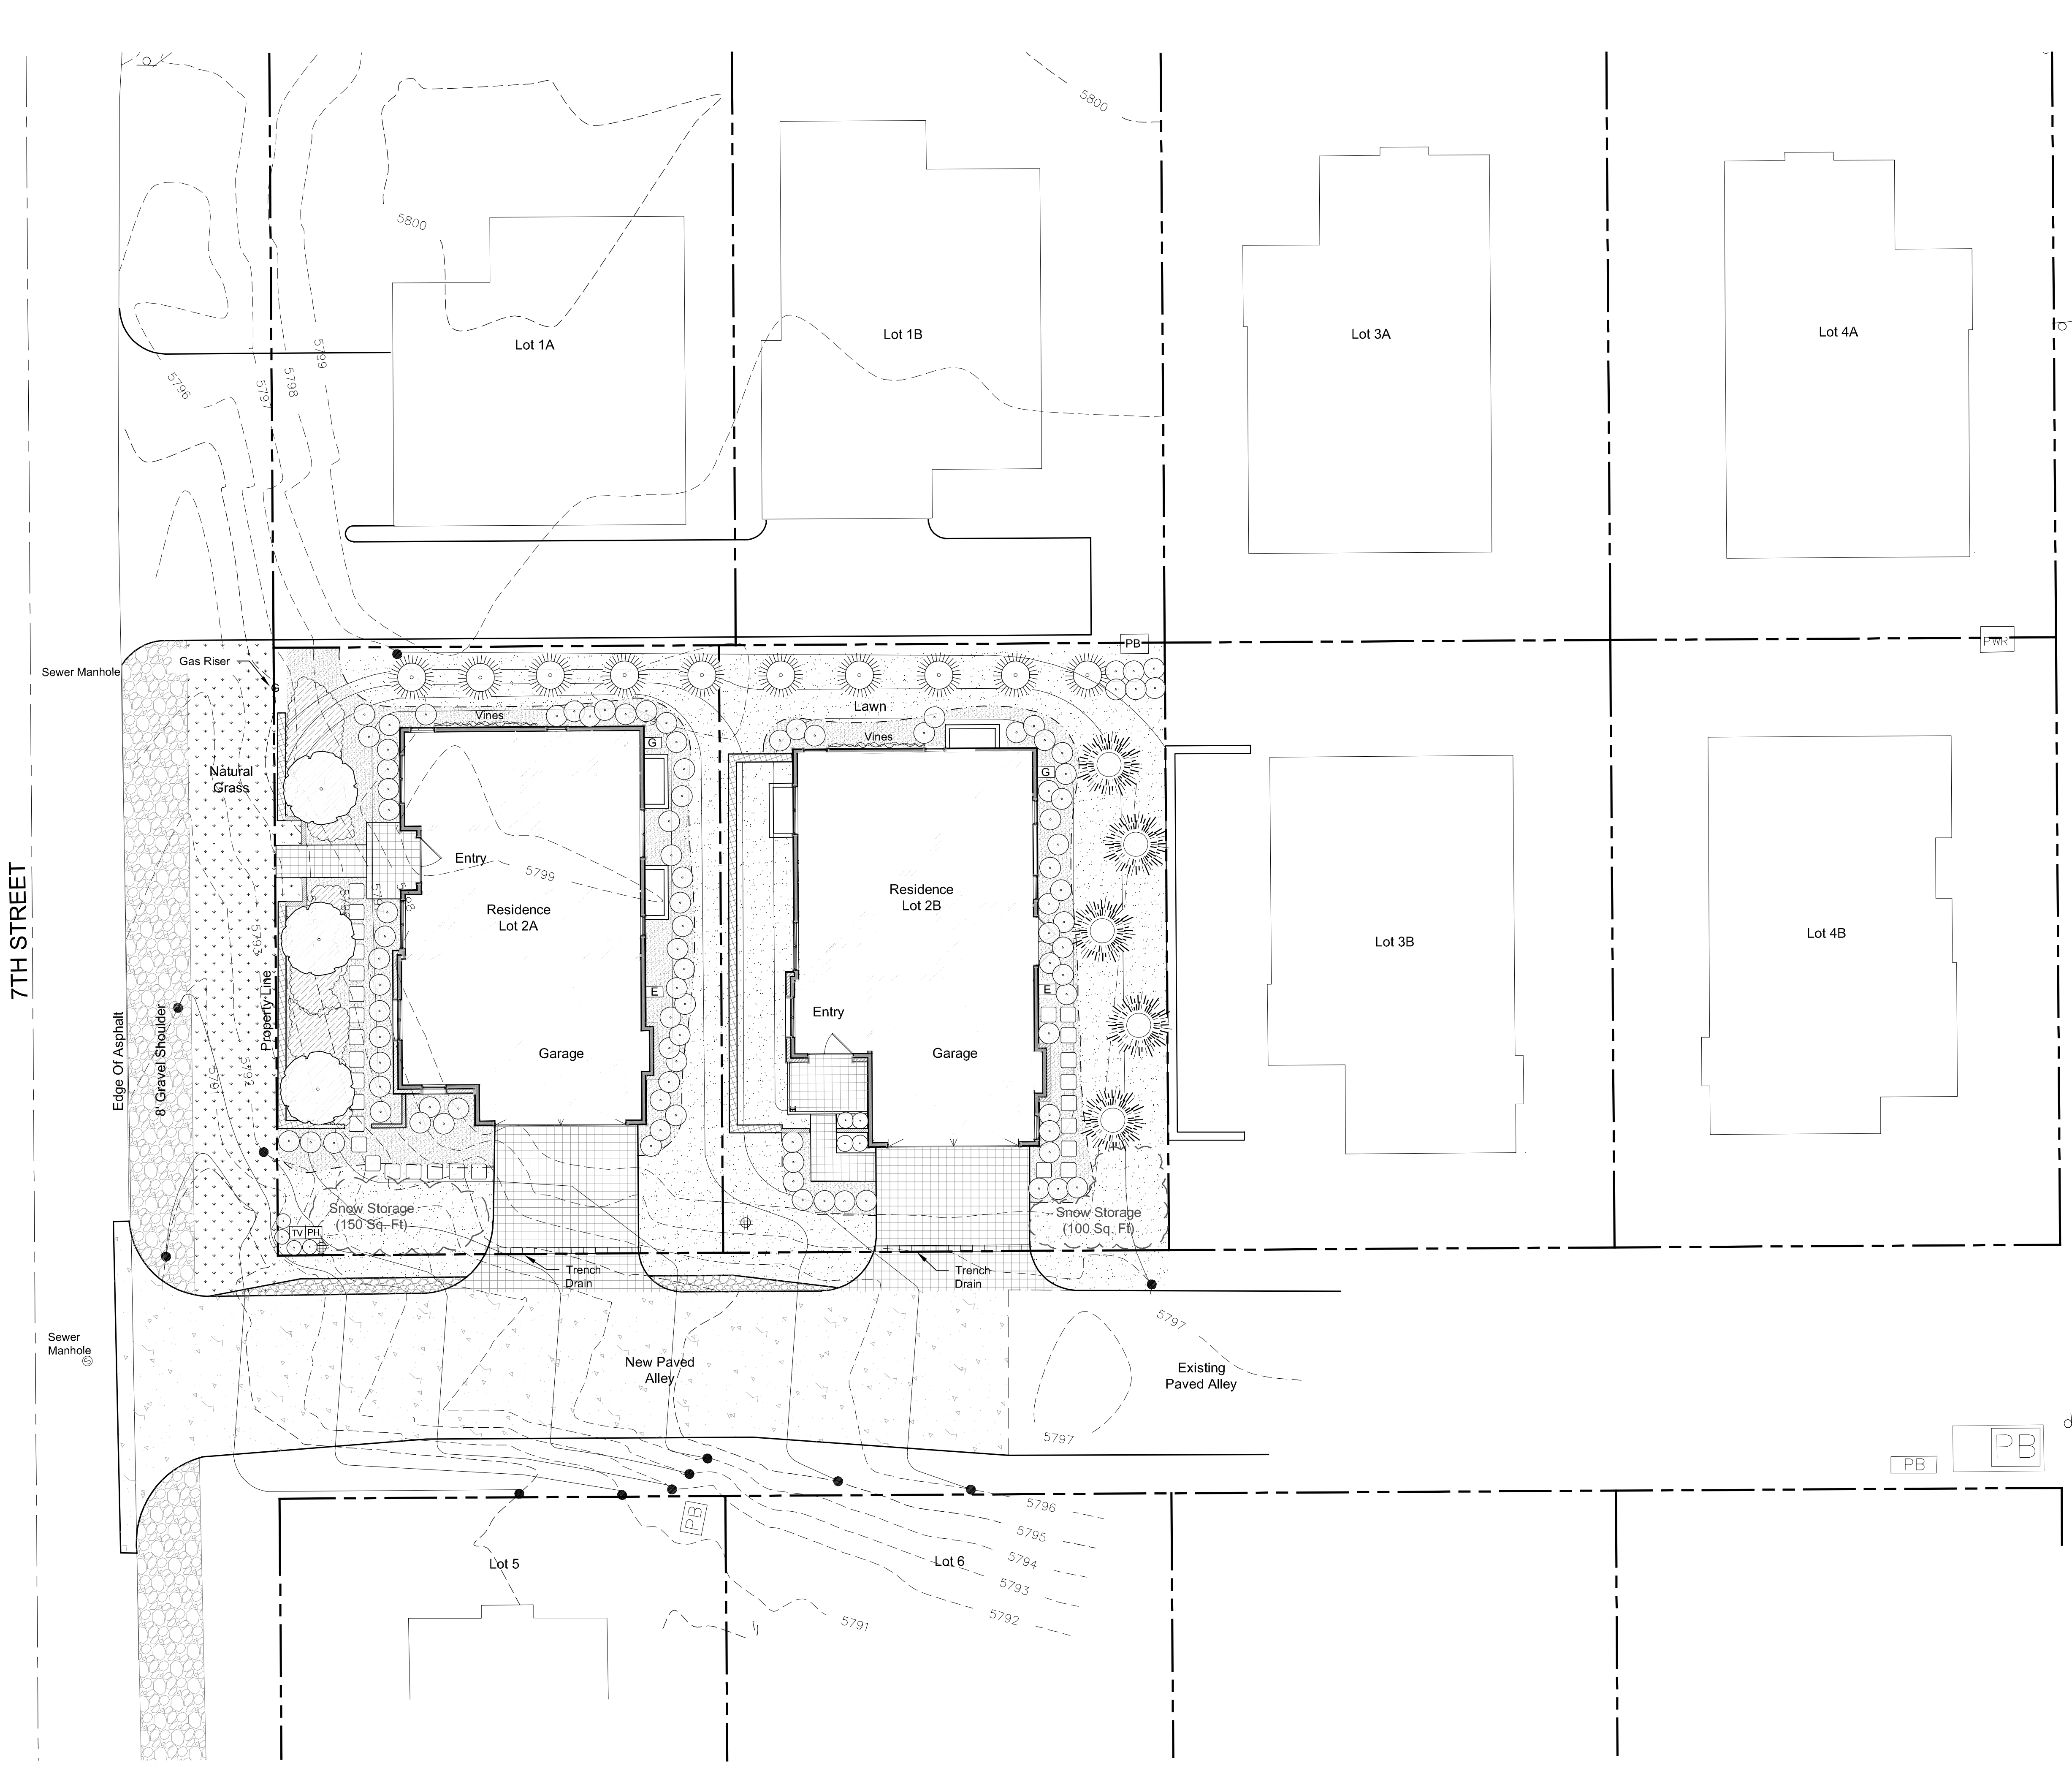 5800
5800
Lot 1A
Lot 1B
Lot 3A
Lot 4A
5799
5798
5797
5796
PB
PWR
Sewer Manhole
Gas Riser
G
Lawn
Vines
Vines
G
G
Natural
Grass
Entry
5799
Residence
Lot 2A
Residence
Lot 2B
Lot 3B
Lot 4B
7TH STREET
5793
Property Line
E
E
Entry
Edge Of Asphalt
8' Gravel Shoulder
5792
5791
Garage
Garage
Snow Storage
(150 Sq. Ft)
Snow Storage
(100 Sq. Ft)
TV
PH
Trench
Drain
Trench
Drain
Sewer
Manhole
S
New Paved
Alley
Existing
Paved Alley
5797
5797
PB
PB
PB
5796
5795
5794
5793
5792
5791
Lot 5
Lot 6